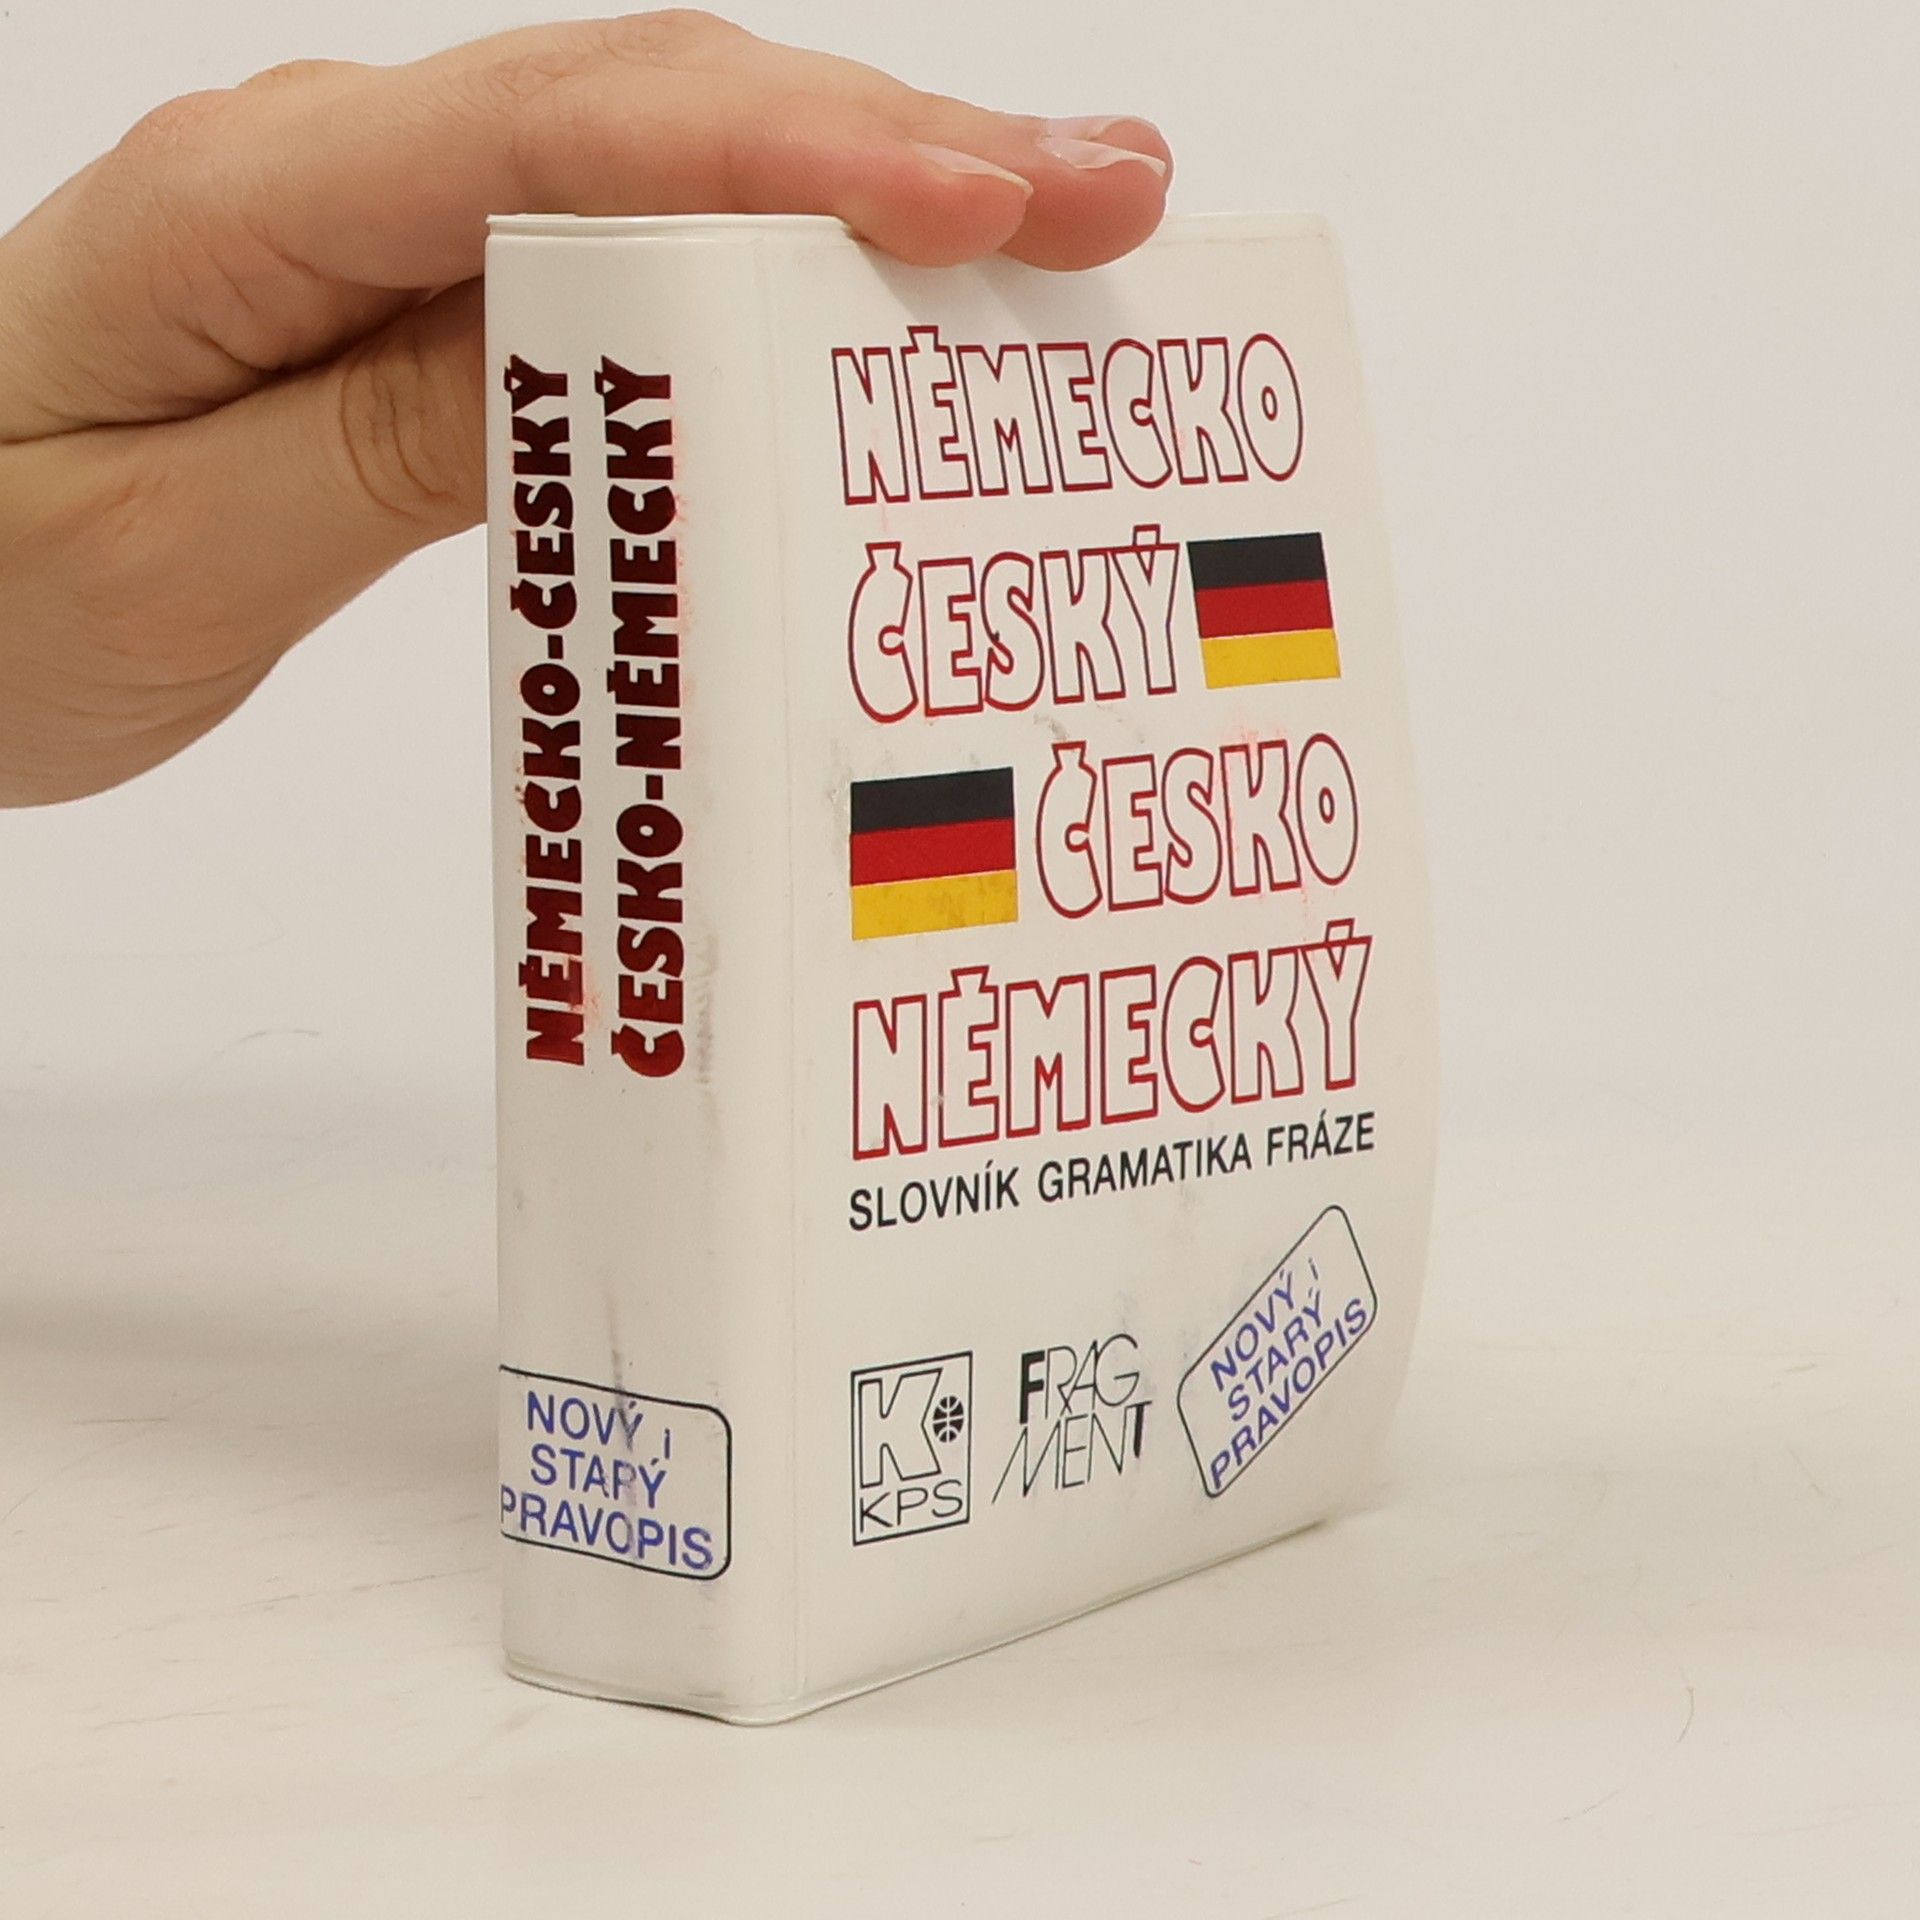 NĚMECKO-ČESKÝ
ČESKO-NĚMECKÝ
NOVÝ i
STARÝ
PRAVOPIS
NĚMECKO
ČESKÝ
ČESKO
NĚMECKÝ
SLOVNÍK GRAMATIKA FRÁZE
K
KPS
FRAG
MENT
NOVÝ i
STARÝ
PRAVOPIS